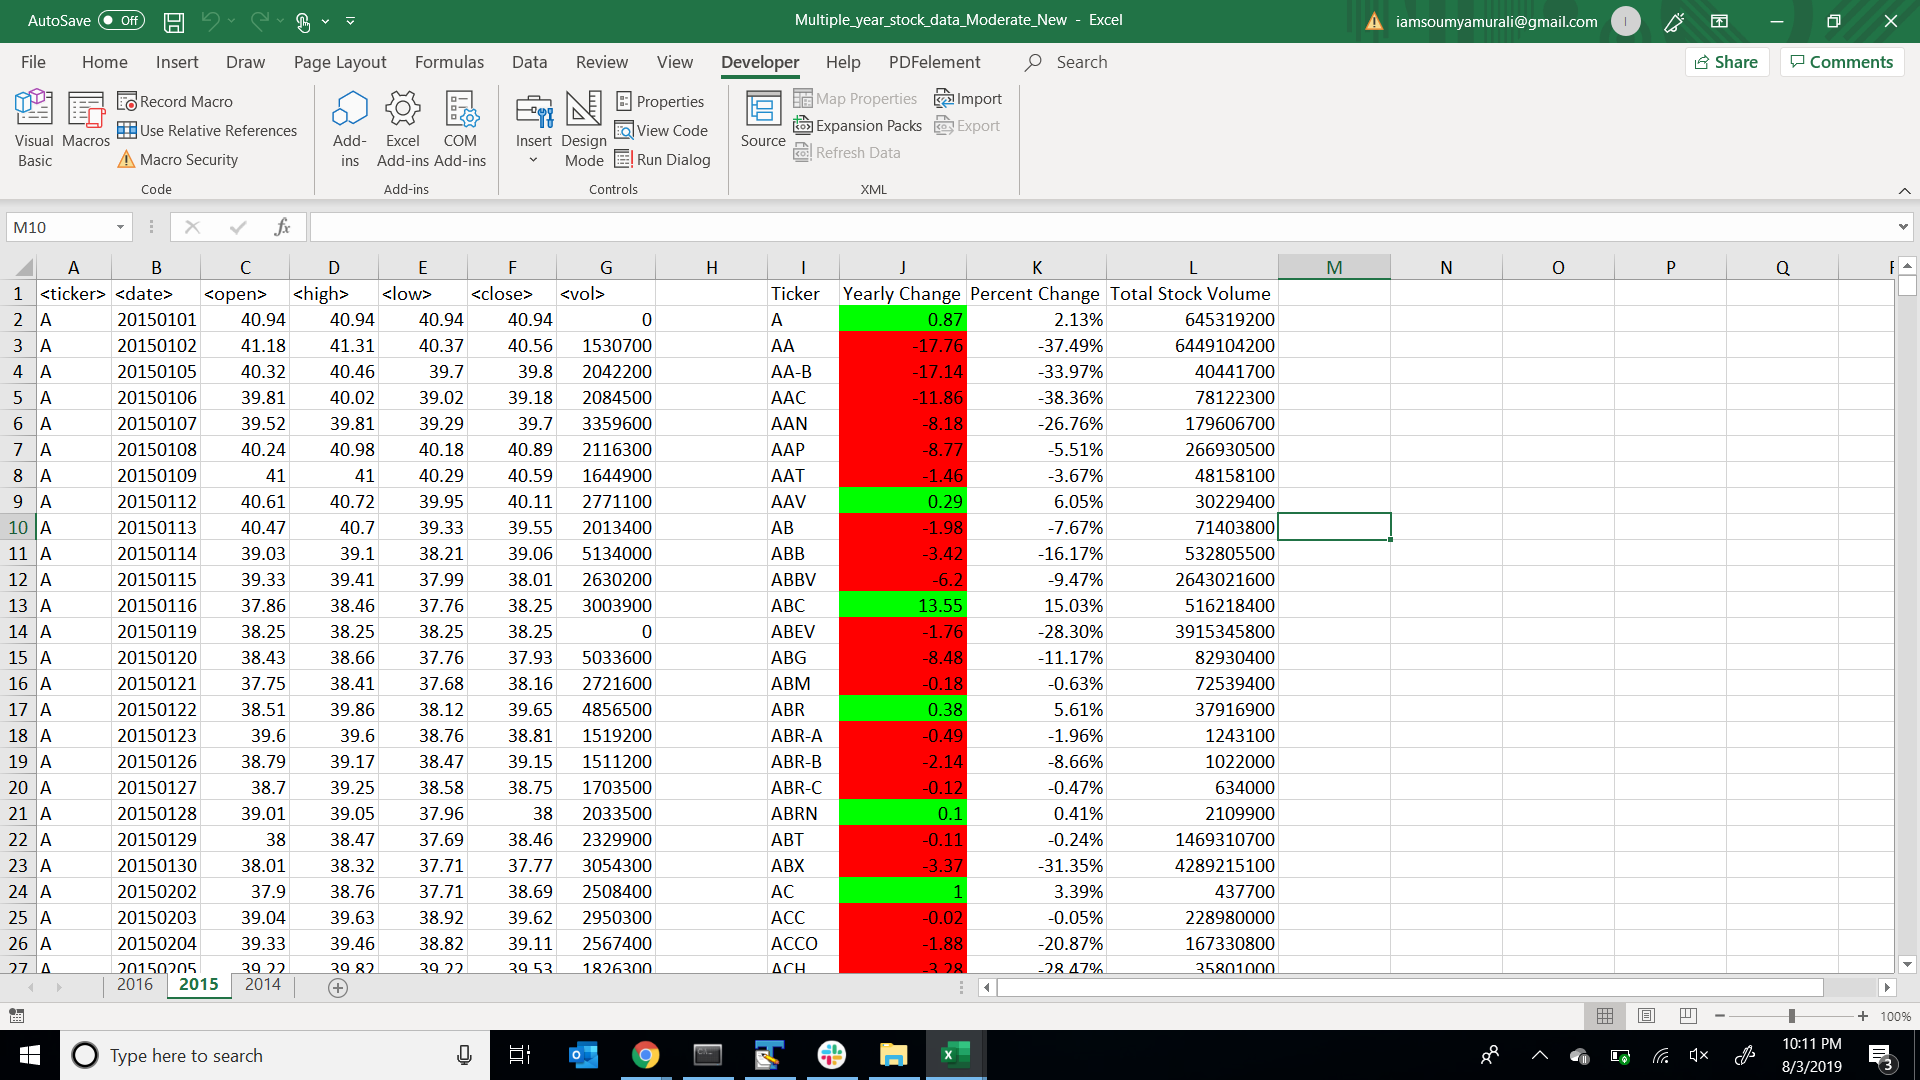 AutoSave Off Multiple_year_stock_data_Moderate_New - Excel iamsoumyamurali@gmail.com I
File Home Insert Draw Page Layout Formulas Data Review View Developer Help PDFelement Search Share Comments
Visual Basic
Macros
Record Macro
Use Relative References
Macro Security
Code
Add-ins
Excel Add-ins
COM Add-ins
Add-ins
Insert
Design Mode
Properties
View Code
Run Dialog
Controls
Source
Map Properties
Expansion Packs
Refresh Data
Import
Export
XML
M10 fx
A B C D E F G H I J K L M N O P Q
1 <ticker> <date> <open> <high> <low> <close> <vol> Ticker Yearly Change Percent Change Total Stock Volume
2 A 20150101 40.94 40.94 40.94 40.94 0 A 0.87 2.13% 645319200
3 A 20150102 41.18 41.31 40.37 40.56 1530700 AA -17.76 -37.49% 6449104200
4 A 20150105 40.32 40.46 39.7 39.8 2042200 AA-B -17.14 -33.97% 40441700
5 A 20150106 39.81 40.02 39.02 39.18 2084500 AAC -11.86 -38.36% 78122300
6 A 20150107 39.52 39.81 39.29 39.7 3359600 AAN -8.18 -26.76% 179606700
7 A 20150108 40.24 40.98 40.18 40.89 2116300 AAP -8.77 -5.51% 266930500
8 A 20150109 41 41 40.29 40.59 1644900 AAT -1.46 -3.67% 48158100
9 A 20150112 40.61 40.72 39.95 40.11 2771100 AAV 0.29 6.05% 30229400
10 A 20150113 40.47 40.7 39.33 39.55 2013400 AB -1.98 -7.67% 71403800
11 A 20150114 39.03 39.1 38.21 39.06 5134000 ABB -3.42 -16.17% 532805500
12 A 20150115 39.33 39.41 37.99 38.01 2630200 ABBV -6.2 -9.47% 2643021600
13 A 20150116 37.86 38.46 37.76 38.25 3003900 ABC 13.55 15.03% 516218400
14 A 20150119 38.25 38.25 38.25 38.25 0 ABEV -1.76 -28.30% 3915345800
15 A 20150120 38.43 38.66 37.76 37.93 5033600 ABG -8.48 -11.17% 82930400
16 A 20150121 37.75 38.41 37.68 38.16 2721600 ABM -0.18 -0.63% 72539400
17 A 20150122 38.51 39.86 38.12 39.65 4856500 ABR 0.38 5.61% 37916900
18 A 20150123 39.6 39.6 38.76 38.81 1519200 ABR-A -0.49 -1.96% 1243100
19 A 20150126 38.79 39.17 38.47 39.15 1511200 ABR-B -2.14 -8.66% 1022000
20 A 20150127 38.7 39.25 38.58 38.75 1703500 ABR-C -0.12 -0.47% 634000
21 A 20150128 39.01 39.05 37.96 38 2033500 ABRN 0.1 0.41% 2109900
22 A 20150129 38 38.47 37.69 38.46 2329900 ABT -0.11 -0.24% 1469310700
23 A 20150130 38.01 38.32 37.71 37.77 3054300 ABX -3.37 -31.35% 4289215100
24 A 20150202 37.9 38.76 37.71 38.69 2508400 AC 1 3.39% 437700
25 A 20150203 39.04 39.63 38.92 39.62 2950300 ACC -0.02 -0.05% 228980000
26 A 20150204 39.33 39.46 38.82 39.11 2567400 ACCO -1.88 -20.87% 167330800
27 A 20150205 39.22 39.82 39.22 39.53 1826300 ACH -3.28 -28.47% 35801000
2016 2015 2014
100%
Type here to search
10:11 PM
8/3/2019
3